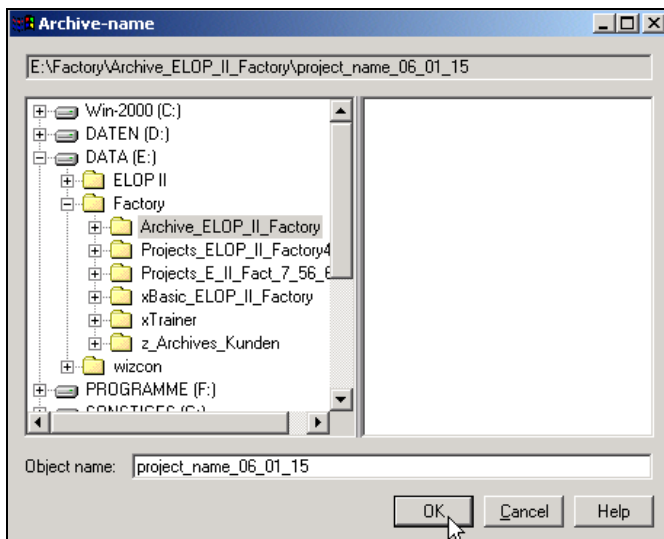 Archive-name
E:\Factory\Archive_ELOP_II_Factory\project_name_06_01_15
Win-2000 (C:)
DATEN (D:)
DATA (E:)
ELOP II
Factory
Archive_ELOP_II_Factory
Projects_ELOP_II_Factory4
Projects_E_II_Fact_7_56_6
xBasic_ELOP_II_Factory
xTrainer
z_Archives_Kunden
wizcon
PROGRAMME (F:)
Object name: project_name_06_01_15
OK Cancel Help